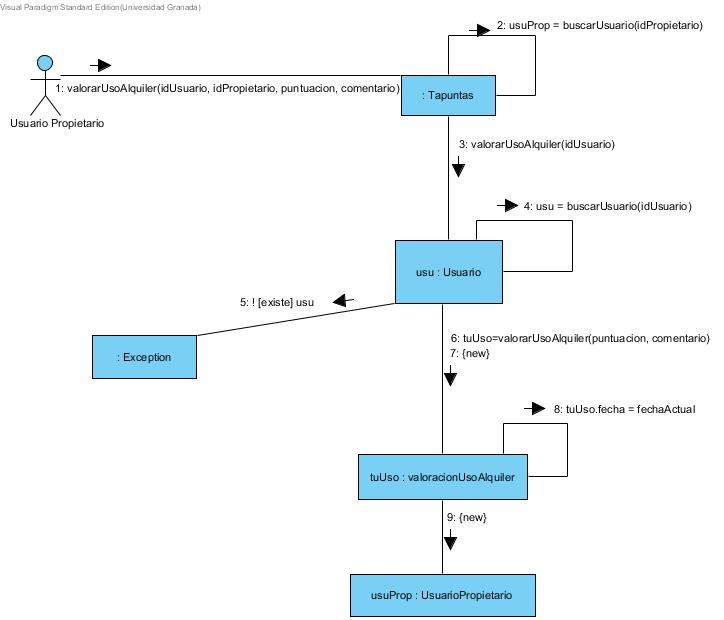 Visual Paradigm Standard Edition(Universidad Granada)
2: usuProp = buscarUsuario(idPropietario)
1: valorarUsoAlquiler(idUsuario, idPropietario, puntuacion, comentario)
: Tapuntas
Usuario Propietario
3: valorarUsoAlquiler(idUsuario)
4: usu = buscarUsuario(idUsuario)
usu : Usuario
5: ! [existe] usu
: Exception
6: tuUso=valorarUsoAlquiler(puntuacion, comentario)
7: {new}
8: tuUso.fecha = fechaActual
tuUso : valoracionUsoAlquiler
9: {new}
usuProp : UsuarioPropietario